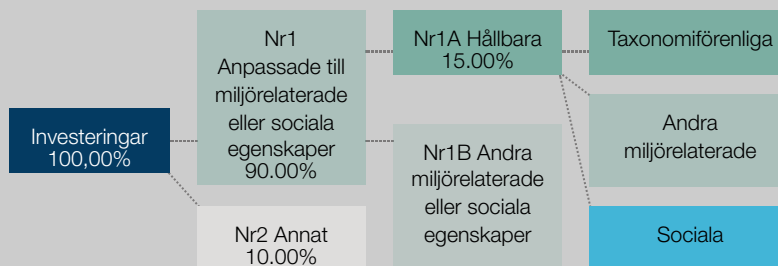 Investeringar
100,00%
Nr1
Anpassade till
miljörelaterade
eller sociala
egenskaper
90.00%
Nr2 Annat
10.00%
Nr1A Hållbara
15.00%
Nr1B Andra
miljörelaterade
eller sociala
egenskaper
Taxonomiförenliga
Andra
miljörelaterade
Sociala